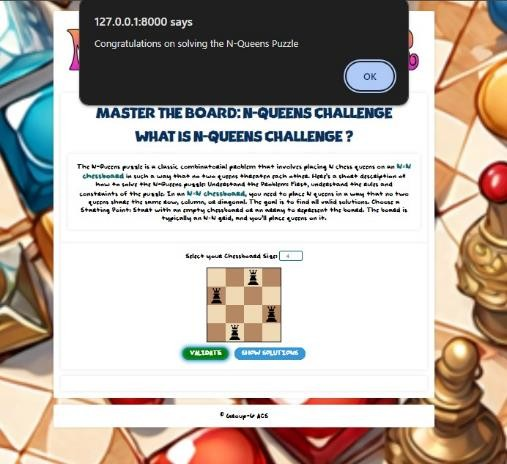 127.0.0.1:8000 says
Congratulations on solving the N-Queens Puzzle
OK
MASTER THE BOARD: N-QUEENS CHALLENGE
WHAT IS N-QUEENS CHALLENGE ?
The N-Queens puzzle is a classic combinatorial problem that involves placing N chess queens on an N×N
chessboard in such a way that no two queens threaten each other. Here's a short description of
how to solve the N-Queens puzzle: Understand the Problem: First, understand the rules and
constraints of the puzzle. In an N×N chessboard, you need to place N queens in a way that no two
queens share the same row, column, or diagonal. The goal is to find all valid solutions. Choose a
Starting Point: Start with an empty chessboard or an array to represent the board. The board is
typically an N×N grid, and you'll place queens on it.
Select your Chessboard Size: 4
VALIDATE SHOW SOLUTIONS
© Group-6 ACS